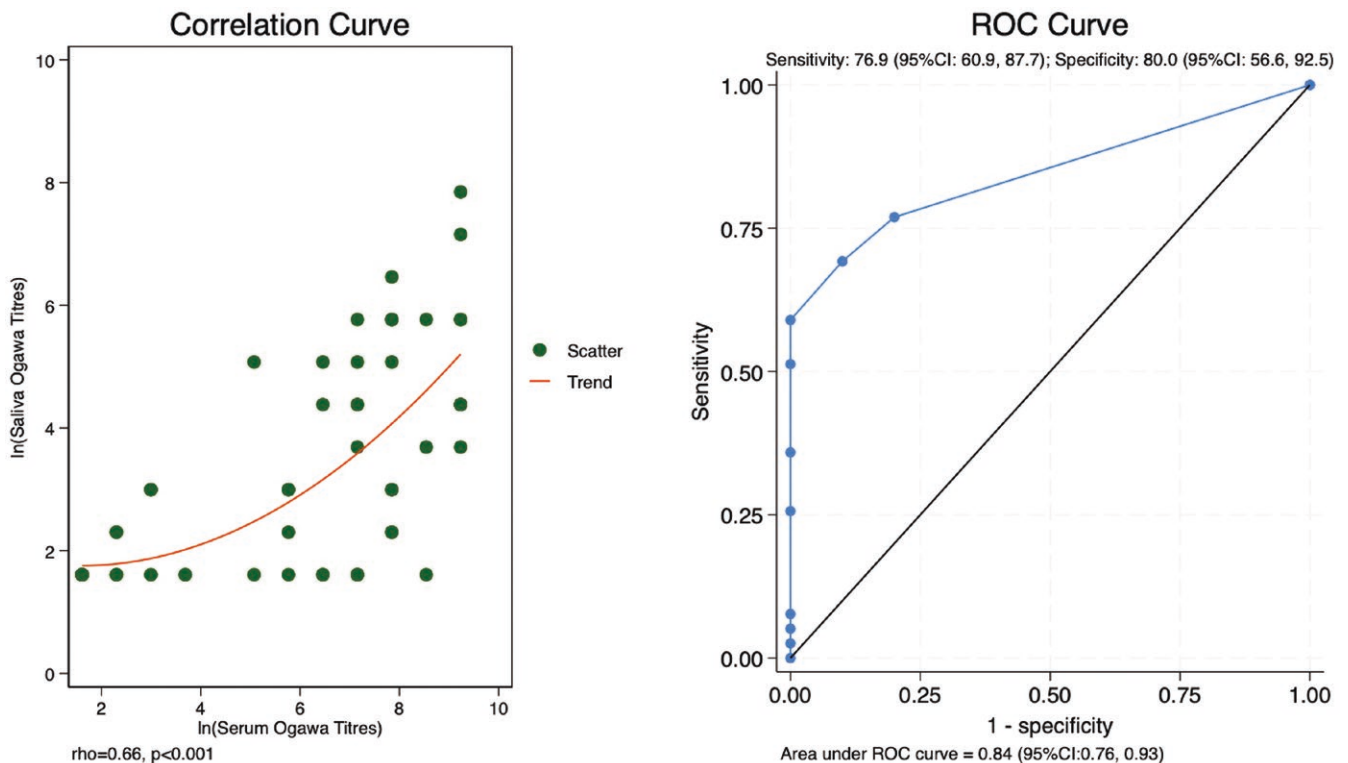 Correlation Curve
10
8
6
4
2
0
ln(Saliva Ogawa Titres)
2 4 6 8 10
ln(Serum Ogawa Titres)
rho=0.66, p<0.001
Scatter
Trend
ROC Curve
Sensitivity: 76.9 (95%CI: 60.9, 87.7); Specificity: 80.0 (95%CI: 56.6, 92.5)
1.00
0.75
0.50
0.25
0.00
Sensitivity
0.00 0.25 0.50 0.75 1.00
1 - specificity
Area under ROC curve = 0.84 (95%CI:0.76, 0.93)